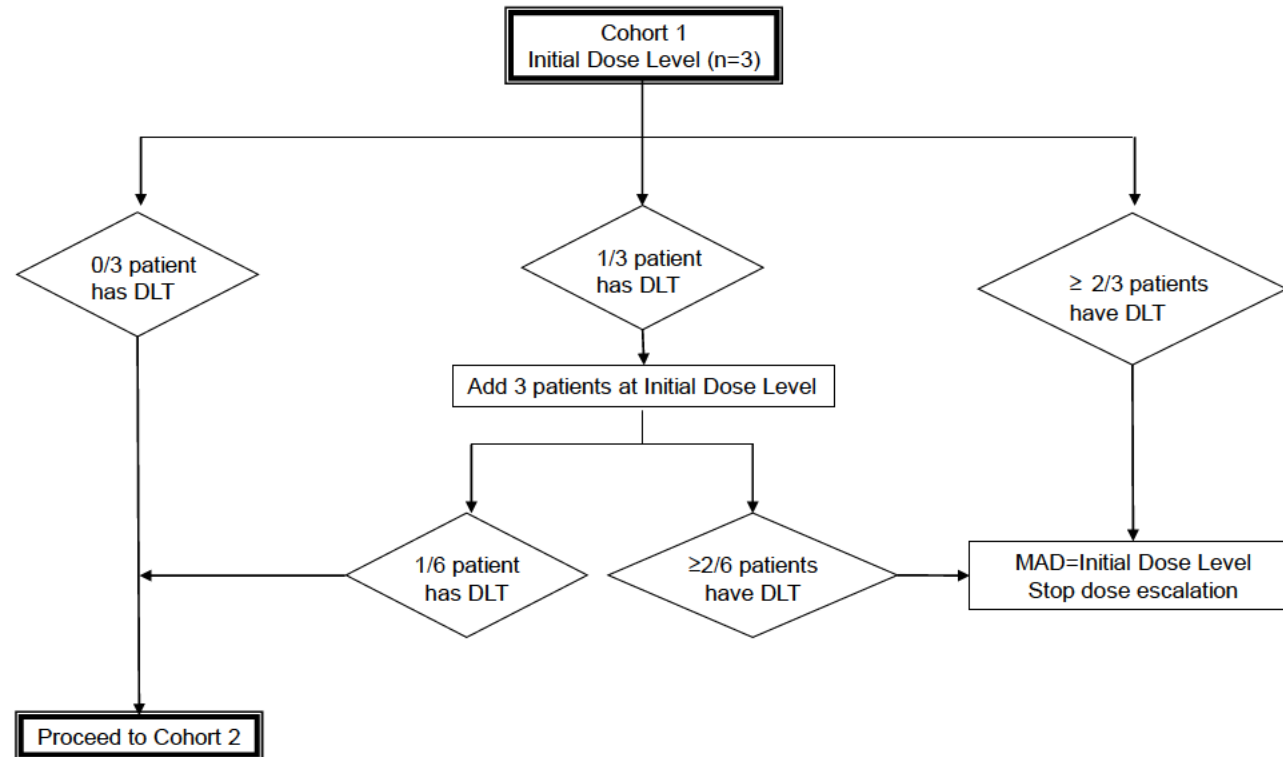 Cohort 1
Initial Dose Level (n=3)
0/3 patient
has DLT
1/3 patient
has DLT
≥ 2/3 patients
have DLT
Add 3 patients at Initial Dose Level
1/6 patient
has DLT
≥2/6 patients
have DLT
MAD=Initial Dose Level
Stop dose escalation
Proceed to Cohort 2